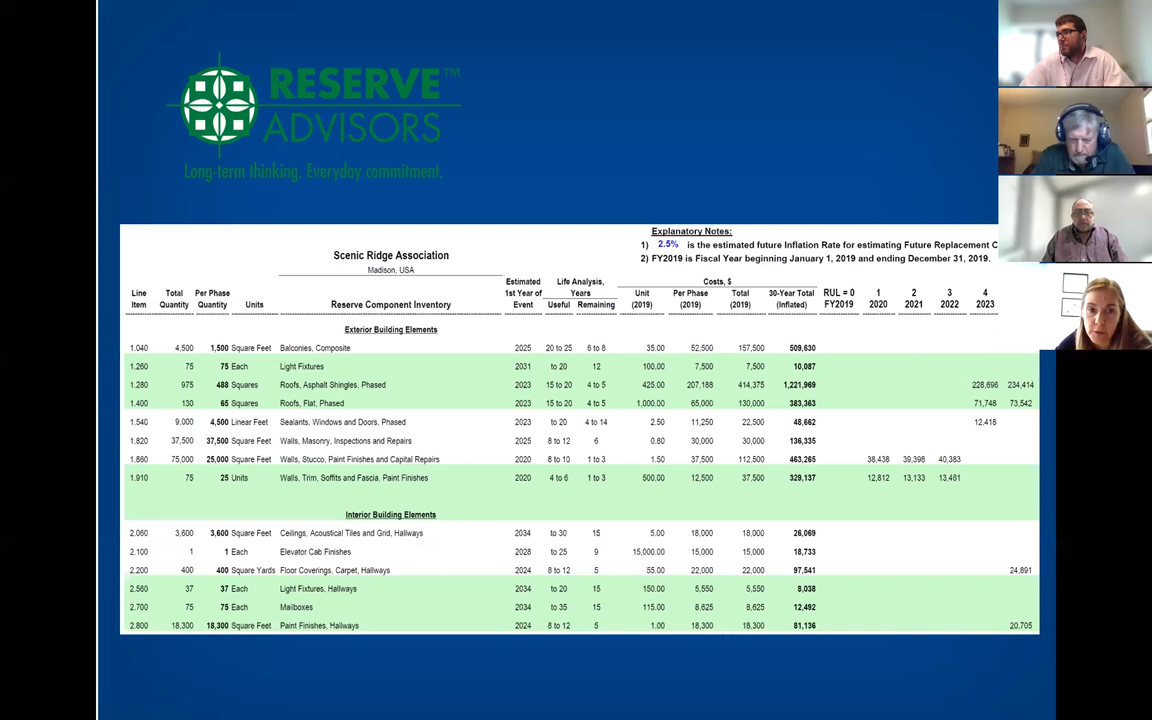 RESERVE™
ADVISORS
Long-term thinking. Everyday commitment.
Explanatory Notes:
1) 2.5% is the estimated future Inflation Rate for estimating Future Replacement C
2) FY2019 is Fiscal Year beginning January 1, 2019 and ending December 31, 2019.
Scenic Ridge Association
Madison, USA
Estimated Life Analysis, Costs, $
Line Total Per Phase 1st Year of Years Unit Per Phase Total 30-Year Total RUL = 0 1 2 3 4
Item Quantity Quantity Units Reserve Component Inventory Event Useful Remaining (2019) (2019) (2019) (Inflated) FY2019 2020 2021 2022 2023
Exterior Building Elements
1.040 4,500 1,500 Square Feet Balconies, Composite 2025 20 to 25 6 to 8 35.00 52,500 157,500 509,630
1.260 75 75 Each Light Fixtures 2031 to 20 12 100.00 7,500 7,500 10,087
1.280 975 488 Squares Roofs, Asphalt Shingles, Phased 2023 15 to 20 4 to 5 425.00 207,188 414,375 1,221,969 228,696 234,414
1.400 130 65 Squares Roofs, Flat, Phased 2023 15 to 20 4 to 5 1,000.00 65,000 130,000 383,363 71,748 73,542
1.540 9,000 4,500 Linear Feet Sealants, Windows and Doors, Phased 2023 to 20 4 to 14 2.50 11,250 22,500 48,662 12,418
1.820 37,500 37,500 Square Feet Walls, Masonry, Inspections and Repairs 2025 8 to 12 6 0.80 30,000 30,000 136,335
1.860 75,000 25,000 Square Feet Walls, Stucco, Paint Finishes and Capital Repairs 2020 8 to 10 1 to 3 1.50 37,500 112,500 463,265 38,438 39,398 40,383
1.910 75 25 Units Walls, Trim, Soffits and Fascia, Paint Finishes 2020 4 to 6 1 to 3 500.00 12,500 37,500 329,137 12,812 13,133 13,461
Interior Building Elements
2.060 3,600 3,600 Square Feet Ceilings, Acoustical Tiles and Grid, Hallways 2034 to 30 15 5.00 18,000 18,000 26,069
2.100 1 1 Each Elevator Cab Finishes 2028 to 25 9 15,000.00 15,000 15,000 18,733
2.200 400 400 Square Yards Floor Coverings, Carpet, Hallways 2024 8 to 12 5 55.00 22,000 22,000 97,541 24,891
2.560 37 37 Each Light Fixtures, Hallways 2034 to 20 15 150.00 5,550 5,550 8,038
2.700 75 75 Each Mailboxes 2034 to 35 15 115.00 8,625 8,625 12,492
2.800 18,300 18,300 Square Feet Paint Finishes, Hallways 2024 8 to 12 5 1.00 18,300 18,300 81,136 20,705